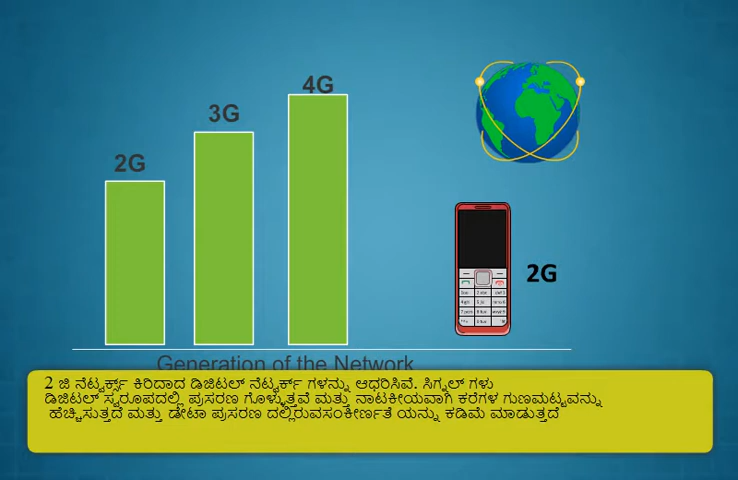 4G
3G
2G
2G
Generation of the Network
2 ಜಿ ನೆಟ್ವರ್ಕ್ಸ್ ಕಿರಿದಾದ ಡಿಜಿಟಲ್ ನೆಟ್ವರ್ಕ್ ಗಳನ್ನು ಆಧರಿಸಿವೆ. ಸಿಗ್ನಲ್ ಗಳು
ಡಿಜಿಟಲ್ ಸ್ವರೂಪದಲ್ಲಿ ಪ್ರಸರಣ ಗೊಳ್ಳುತ್ತವೆ ಮತ್ತು ನಾಟಕೀಯವಾಗಿ ಕರೆಗಳ ಗುಣಮಟ್ಟವನ್ನು
ಹೆಚ್ಚಿಸುತ್ತದೆ ಮತ್ತು ಡೇಟಾ ಪ್ರಸರಣ ದಲ್ಲಿರುವಸಂಕೀರ್ಣತೆ ಯನ್ನು ಕಡಿಮೆ ಮಾಡುತ್ತದೆ